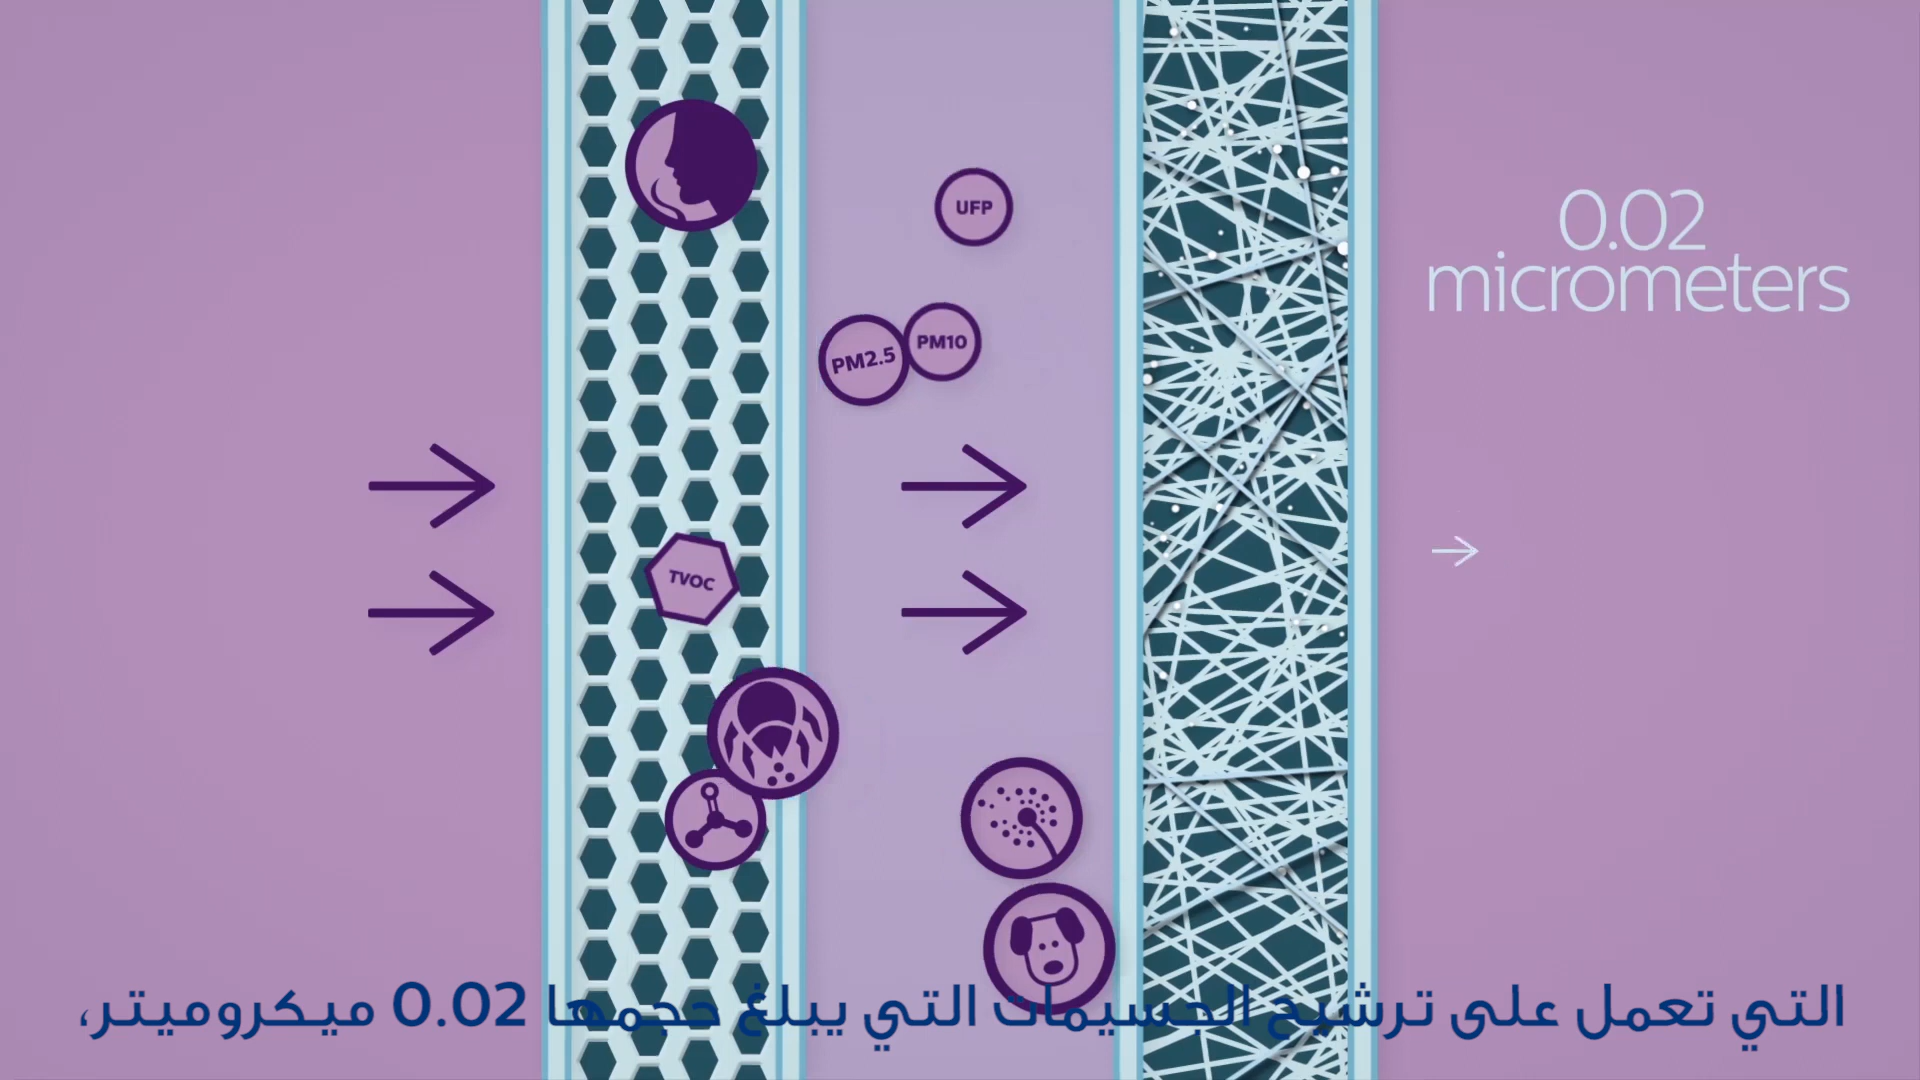 UFP
0.02
micrometers
PM2.5
PM10
TVOC
التي تعمل على ترشيح الجسيمات التي يبلغ حجمها 0.02 ميكروميتر،